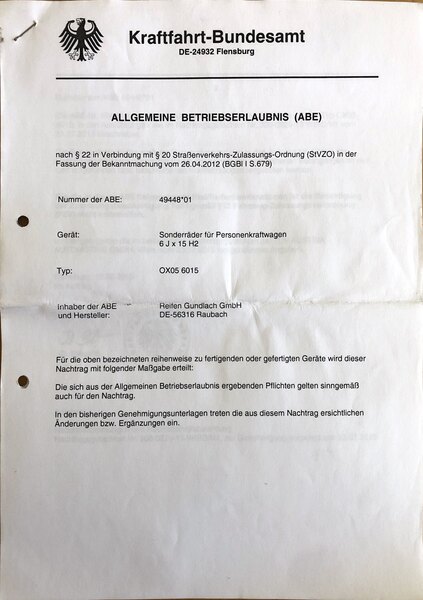 Kraftfahrt-Bundesamt
DE-24932 Flensburg
ALLGEMEINE BETRIEBSERLAUBNIS (ABE)
nach § 22 in Verbindung mit § 20 Straßenverkehrs-Zulassungs-Ordnung (StVZO) in der
Fassung der Bekanntmachung vom 26.04.2012 (BGBl I S.679)
Nummer der ABE: 49448*01
Gerät: Sonderräder für Personenkraftwagen
6 J x 15 H2
Typ: OX05 6015
Inhaber der ABE Reifen Gundlach GmbH
und Hersteller: DE-56316 Raubach
Für die oben bezeichneten reihenweise zu fertigenden oder gefertigten Geräte wird dieser
Nachtrag mit folgender Maßgabe erteilt:
Die sich aus der Allgemeinen Betriebserlaubnis ergebenden Pflichten gelten sinngemäß
auch für den Nachtrag.
In den bisherigen Genehmigungsunterlagen treten die aus diesem Nachtrag ersichtlichen
Änderungen bzw. Ergänzungen ein.